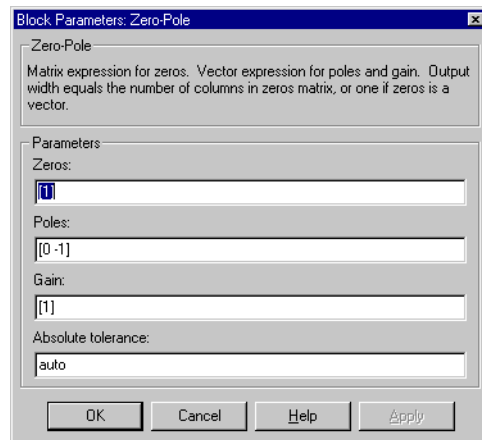 Block Parameters: Zero-Pole
Zero-Pole
Matrix expression for zeros. Vector expression for poles and gain. Output
width equals the number of columns in zeros matrix, or one if zeros is a
vector.
Parameters
Zeros:
[1]
Poles:
[0 -1]
Gain:
[1]
Absolute tolerance:
auto
OK Cancel Help Apply